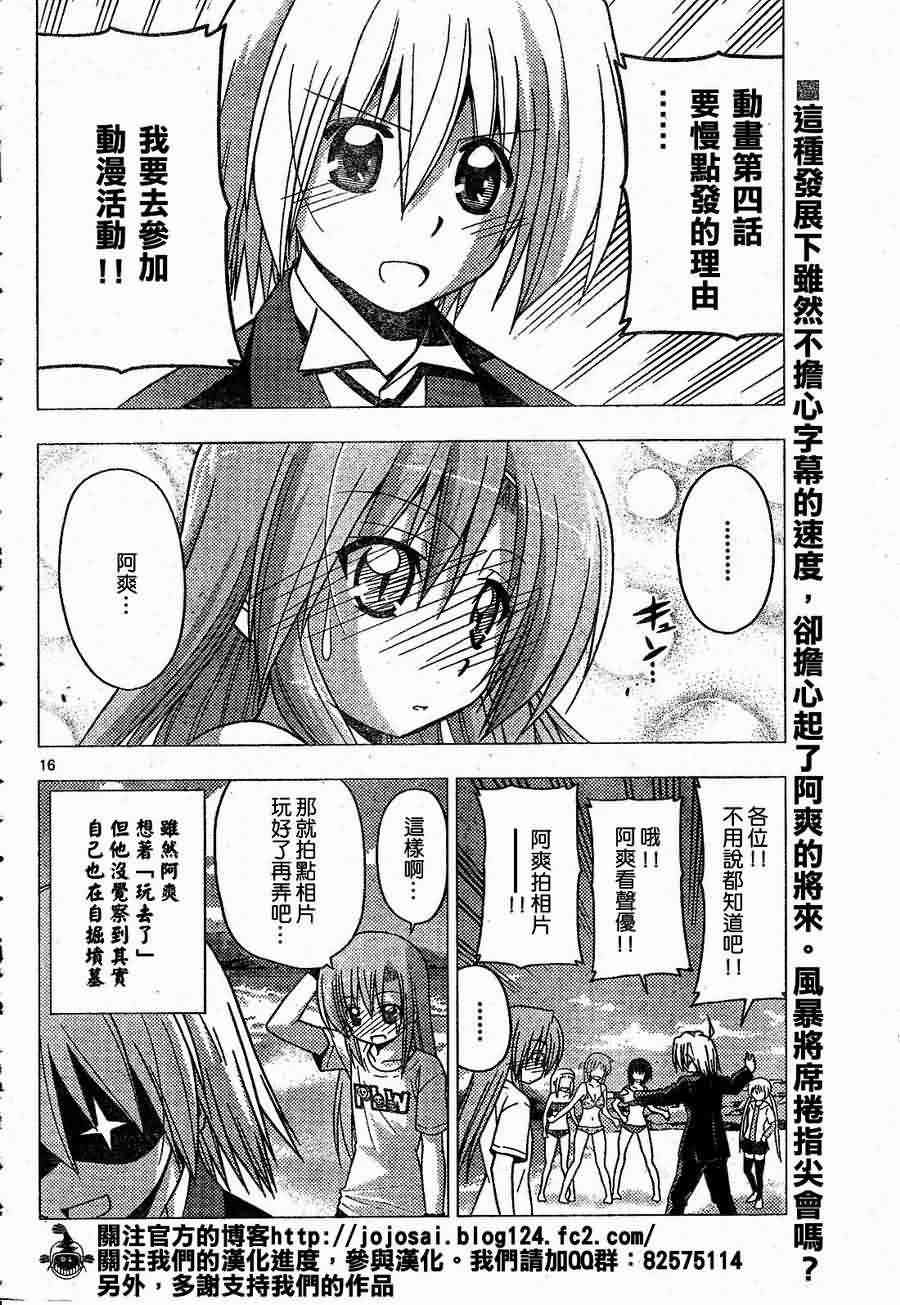 動畫第四話
要慢點發的理由
……
我要去參加
動漫活動!!
………
キュン…
阿爽…
16
各位!!
不用說都知道吧!!
哦!!
阿爽看聲優!!
阿爽拍相片
——!!
……
這樣啊…
那就拍點相片
玩好了再弄吧…
PLaLV
雖然阿爽
想著「玩去了」
但他沒覺察到其實
自己也在自掘墳墓
這種發展下雖然不擔心字幕的速度，卻擔心起了阿爽的將來。風暴將席捲指尖會嗎？
關注官方的博客http://jojosai.blog124.fc2.com/
關注我們的漢化進度，參與漢化。我們請加QQ群：82575114
另外，多謝支持我們的作品